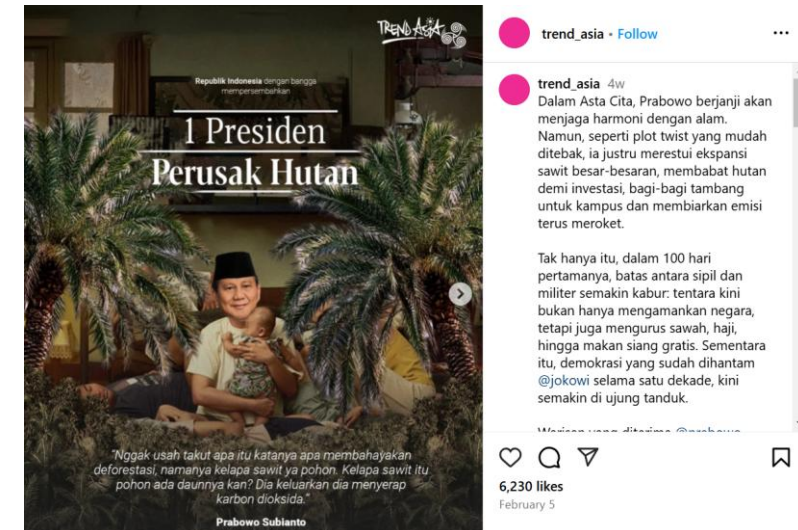 TREND ASIA
Republik Indonesia dengan bangga
mempersembahkan
1 Presiden
Perusak Hutan
"Nggak usah takut apa itu katanya apa membahayakan
deforestasi, namanya kelapa sawit ya pohon. Kelapa sawit itu
pohon ada daunnya kan? Dia keluarkan dia menyerap
karbon dioksida."
Prabowo Subianto
trend_asia • Follow
trend_asia 4w
Dalam Asta Cita, Prabowo berjanji akan
menjaga harmoni dengan alam.
Namun, seperti plot twist yang mudah
ditebak, ia justru merestui ekspansi
sawit besar-besaran, membabat hutan
demi investasi, bagi-bagi tambang
untuk kampus dan membiarkan emisi
terus meroket.
Tak hanya itu, dalam 100 hari
pertamanya, batas antara sipil dan
militer semakin kabur: tentara kini
bukan hanya mengamankan negara,
tetapi juga mengurus sawah, haji,
hingga makan siang gratis. Sementara
itu, demokrasi yang sudah dihantam
@jokowi selama satu dekade, kini
semakin di ujung tanduk.
Warisan yang diterima @prabowo
6,230 likes
February 5